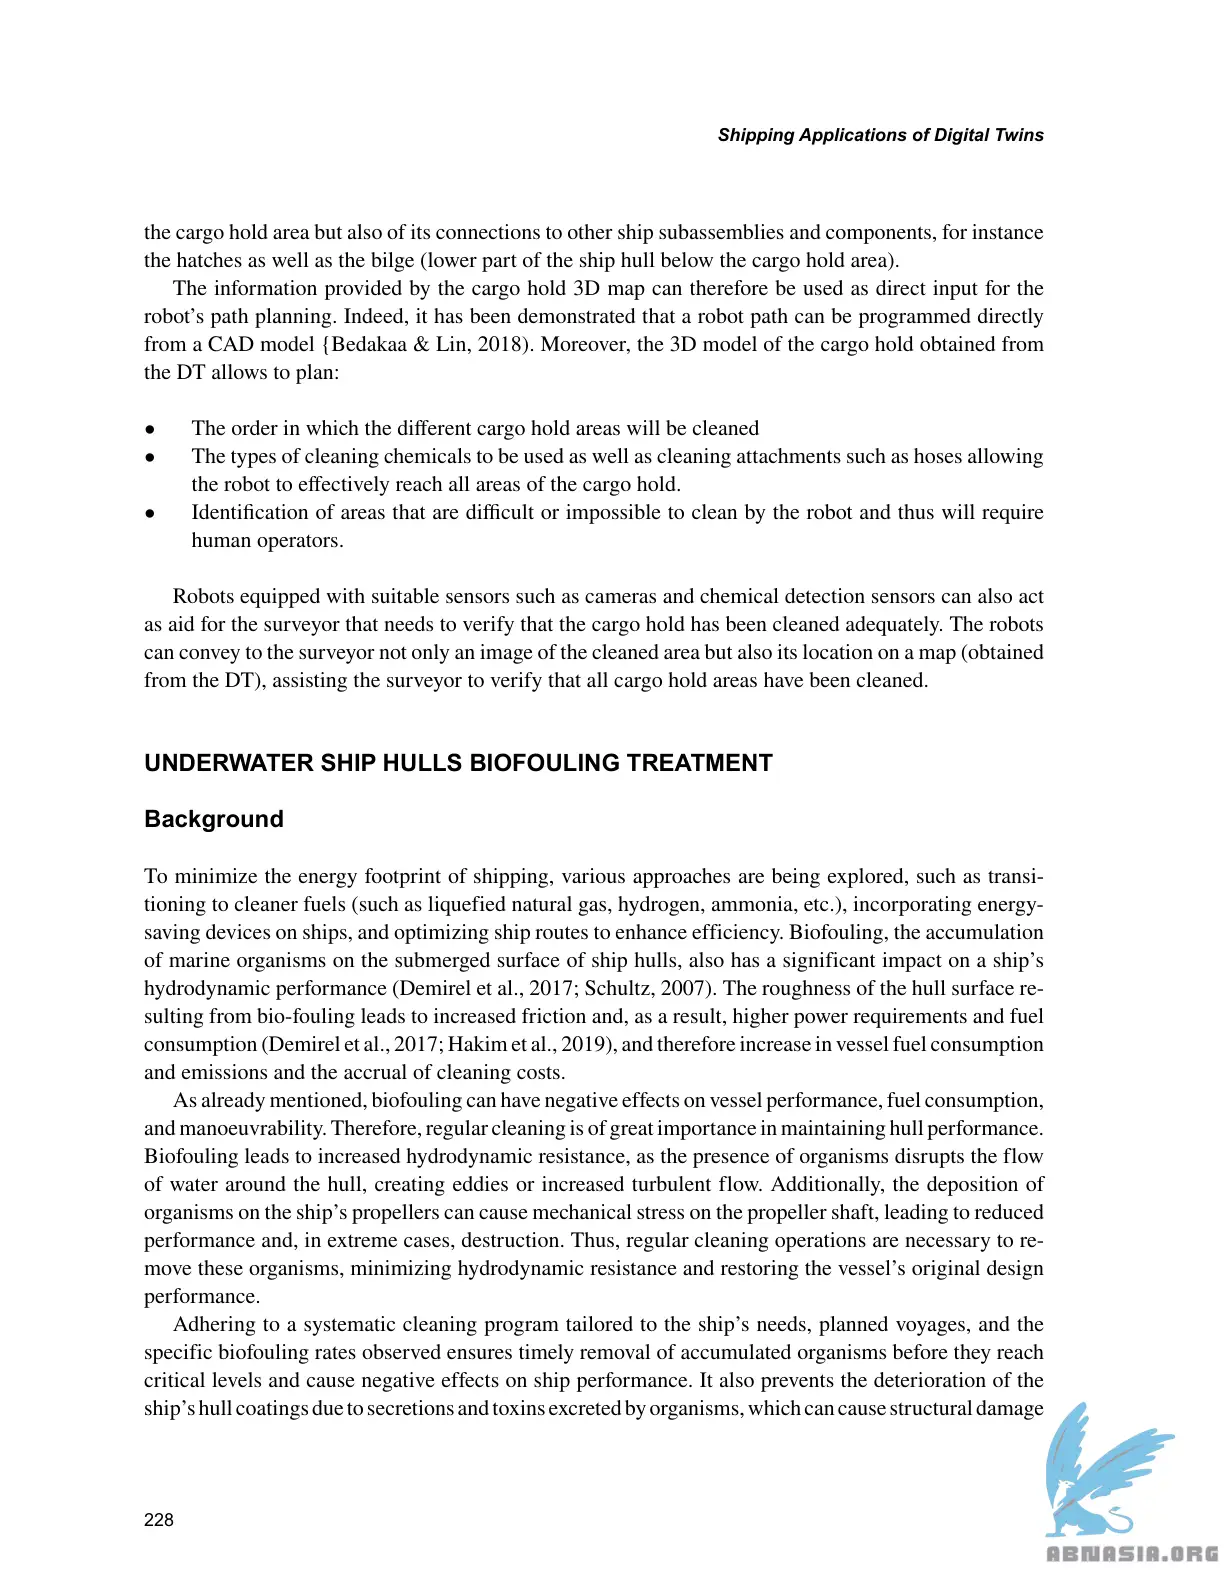 Shipping Applications of Digital Twins
the cargo hold area but also of its connections to other ship subassemblies and components, for instance
the hatches as well as the bilge (lower part of the ship hull below the cargo hold area).
The information provided by the cargo hold 3D map can therefore be used as direct input for the
robot’s path planning. Indeed, it has been demonstrated that a robot path can be programmed directly
from a CAD model {Bedakaa & Lin, 2018). Moreover, the 3D model of the cargo hold obtained from
the DT allows to plan:
● The order in which the different cargo hold areas will be cleaned
● The types of cleaning chemicals to be used as well as cleaning attachments such as hoses allowing
the robot to effectively reach all areas of the cargo hold.
● Identification of areas that are difficult or impossible to clean by the robot and thus will require
human operators.
Robots equipped with suitable sensors such as cameras and chemical detection sensors can also act
as aid for the surveyor that needs to verify that the cargo hold has been cleaned adequately. The robots
can convey to the surveyor not only an image of the cleaned area but also its location on a map (obtained
from the DT), assisting the surveyor to verify that all cargo hold areas have been cleaned.
UNDERWATER SHIP HULLS BIOFOULING TREATMENT
Background
To minimize the energy footprint of shipping, various approaches are being explored, such as transi-
tioning to cleaner fuels (such as liquefied natural gas, hydrogen, ammonia, etc.), incorporating energy-
saving devices on ships, and optimizing ship routes to enhance efficiency. Biofouling, the accumulation
of marine organisms on the submerged surface of ship hulls, also has a significant impact on a ship’s
hydrodynamic performance (Demirel et al., 2017; Schultz, 2007). The roughness of the hull surface re-
sulting from bio-fouling leads to increased friction and, as a result, higher power requirements and fuel
consumption (Demirel et al., 2017; Hakim et al., 2019), and therefore increase in vessel fuel consumption
and emissions and the accrual of cleaning costs.
As already mentioned, biofouling can have negative effects on vessel performance, fuel consumption,
and manoeuvrability. Therefore, regular cleaning is of great importance in maintaining hull performance.
Biofouling leads to increased hydrodynamic resistance, as the presence of organisms disrupts the flow
of water around the hull, creating eddies or increased turbulent flow. Additionally, the deposition of
organisms on the ship’s propellers can cause mechanical stress on the propeller shaft, leading to reduced
performance and, in extreme cases, destruction. Thus, regular cleaning operations are necessary to re-
move these organisms, minimizing hydrodynamic resistance and restoring the vessel’s original design
performance.
Adhering to a systematic cleaning program tailored to the ship’s needs, planned voyages, and the
specific biofouling rates observed ensures timely removal of accumulated organisms before they reach
critical levels and cause negative effects on ship performance. It also prevents the deterioration of the
ship’s hull coatings due to secretions and toxins excreted by organisms, which can cause structural damage
228
ABNASIA.ORG